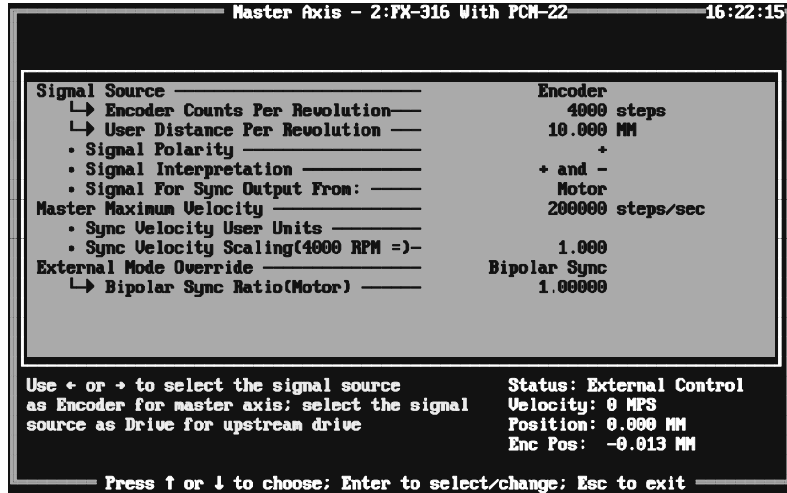 Master Axis - 2:FX-316 With PCM-22 16:22:15
Signal Source Encoder
└→ Encoder Counts Per Revolution 4000 steps
└→ User Distance Per Revolution 10.000 MM
• Signal Polarity +
• Signal Interpretation + and -
• Signal For Sync Output From: Motor
Master Maximum Velocity 200000 steps/sec
• Sync Velocity User Units
• Sync Velocity Scaling(4000 RPM =) 1.000
External Mode Override Bipolar Sync
└→ Bipolar Sync Ratio(Motor) 1.00000
Use ← or → to select the signal source
as Encoder for master axis; select the signal
source as Drive for upstream drive
Status: External Control
Velocity: 0 MPS
Position: 0.000 MM
Enc Pos: -0.013 MM
Press ↑ or ↓ to choose; Enter to select/change; Esc to exit